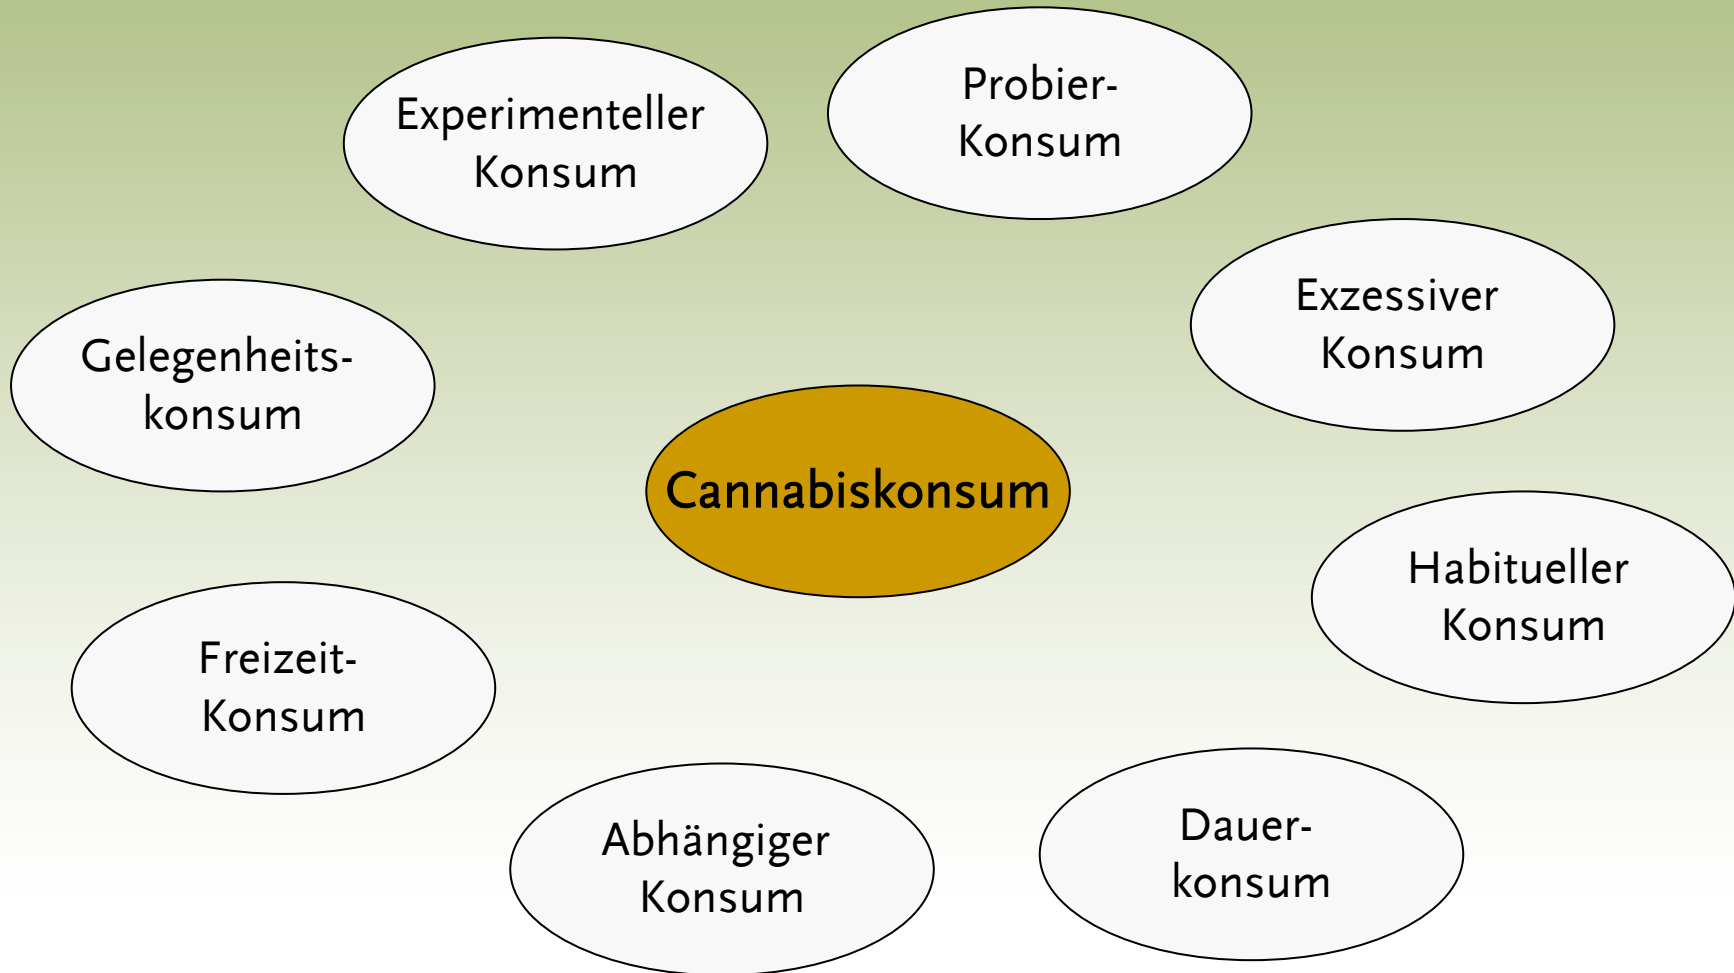 Probier-
Konsum
Experimenteller
Konsum
Exzessiver
Konsum
Gelegenheits-
konsum
Cannabiskonsum
Habitueller
Konsum
Freizeit-
Konsum
Abhängiger
Konsum
Dauer-
konsum